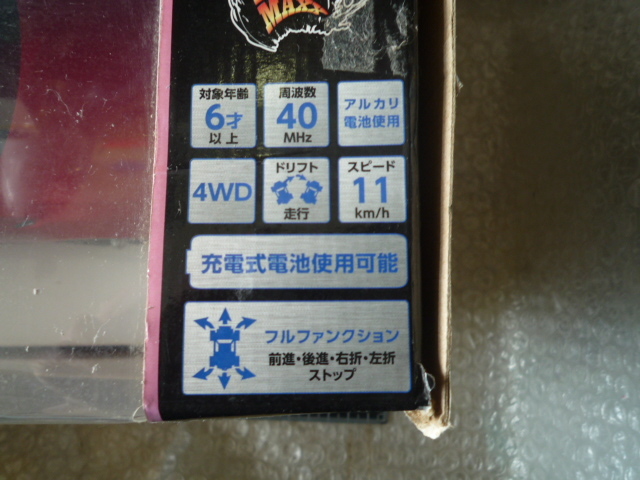 MAX
対象年齢
6才
以上
周波数
40
MHz
アルカリ
電池使用
4WD
ドリフト
走行
スピード
11
km/h
充電式電池使用可能
フルファンクション
前進・後進・右折・左折
ストップ